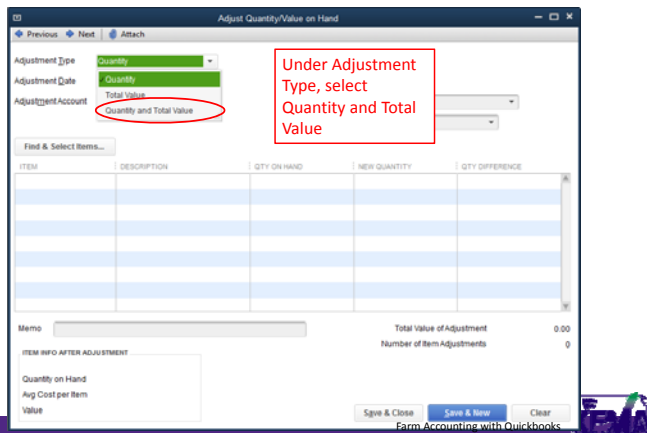 Adjust Quantity/Value on Hand
Previous Next Attach
Adjustment Type Quantity
Adjustment Date
Adjustment Account
Quantity
Total Value
Quantity and Total Value
Under Adjustment
Type, select
Quantity and Total
Value
Find & Select Items...
ITEM DESCRIPTION QTY ON HAND NEW QUANTITY QTY DIFFERENCE
Memo
Total Value of Adjustment 0.00
Number of Item Adjustments 0
ITEM INFO AFTER ADJUSTMENT
Quantity on Hand
Avg Cost per Item
Value
Save & Close Save & New Clear
Farm Accounting with Quickbooks